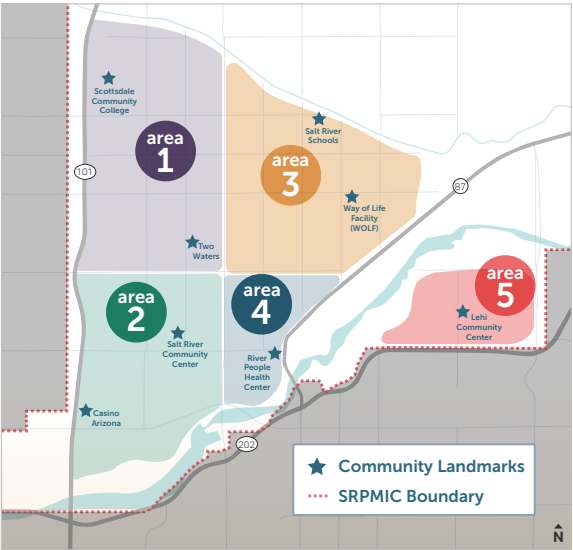 Scottsdale
Community
College
area
1
Salt River
Schools
area
3
101
87
Way of Life
Facility
(WOLF)
Two
Waters
area
2
area
4
area
5
Lehi
Community
Center
Salt River
Community
Center
River
People
Health
Center
Casino
Arizona
202
Community Landmarks
SRPMIC Boundary
N